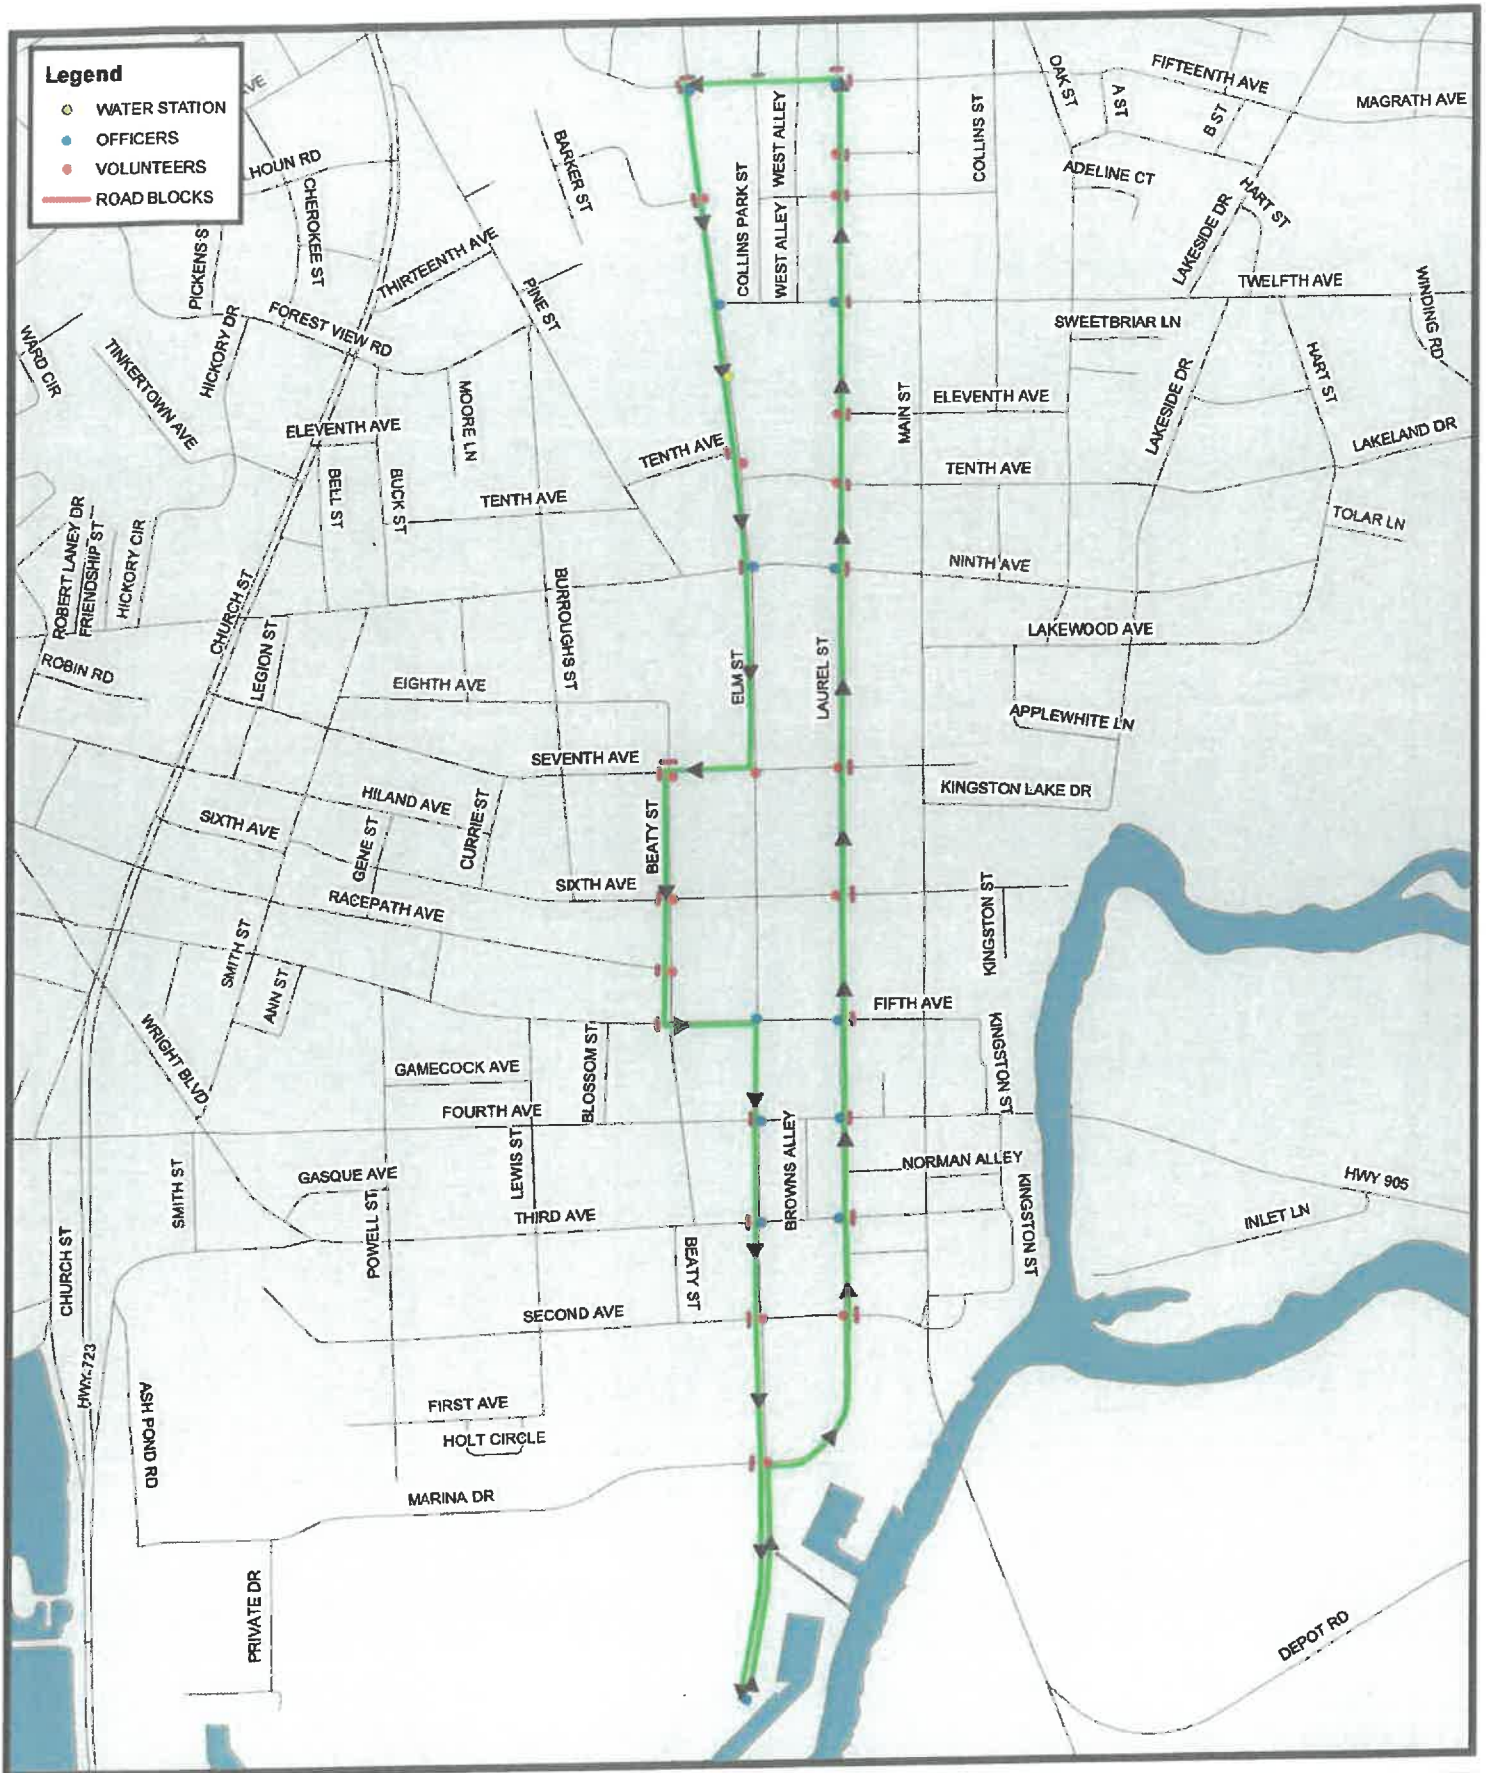 Legend
WATER STATION
OFFICERS
VOLUNTEERS
ROAD BLOCKS
AVE
HOUN RD
CHEROKEE ST
PICKENS S
BARKER ST
COLLINS PARK ST
WEST ALLEY
WEST ALLEY
COLLINS ST
OAK ST
A ST
FIFTEENTH AVE
B ST
MAGRATH AVE
ADELINE CT
HART ST
LAKESIDE DR
THIRTEENTH AVE
PINE ST
TWELFTH AVE
WINDING RD
FOREST VIEW RD
HICKORY DR
SWEETBRIAR LN
WARD CIR
TINKERTOWN AVE
MOORE LN
HART ST
LAKESIDE DR
ELEVENTH AVE
MAIN ST
ELEVENTH AVE
LAKELAND DR
TENTH AVE
TENTH AVE
BELL ST
BUCK ST
TENTH AVE
TOLAR LN
ROBERT LANEY DR
FRIENDSHIP ST
HICKORY CIR
NINTH AVE
CHURCH ST
BURROUGHS ST
LAKEWOOD AVE
LEGION ST
ROBIN RD
EIGHTH AVE
ELM ST
LAUREL ST
APPLEWHITE LN
SEVENTH AVE
KINGSTON LAKE DR
HILAND AVE
CURRIE ST
BEATY ST
SIXTH AVE
GENE ST
SIXTH AVE
RACEPATH AVE
KINGSTON ST
SMITH ST
ANN ST
FIFTH AVE
WRIGHT BLVD
BLOSSOM ST
KINGSTON ST
GAMECOCK AVE
FOURTH AVE
BROWNS ALLEY
LEWIS ST
NORMAN ALLEY
SMITH ST
GASQUE AVE
HWY 905
POWELL ST
THIRD AVE
KINGSTON ST
INLET LN
CHURCH ST
BEATY ST
SECOND AVE
HWY 723
ASH POND RD
FIRST AVE
HOLT CIRCLE
MARINA DR
PRIVATE DR
DEPOT RD